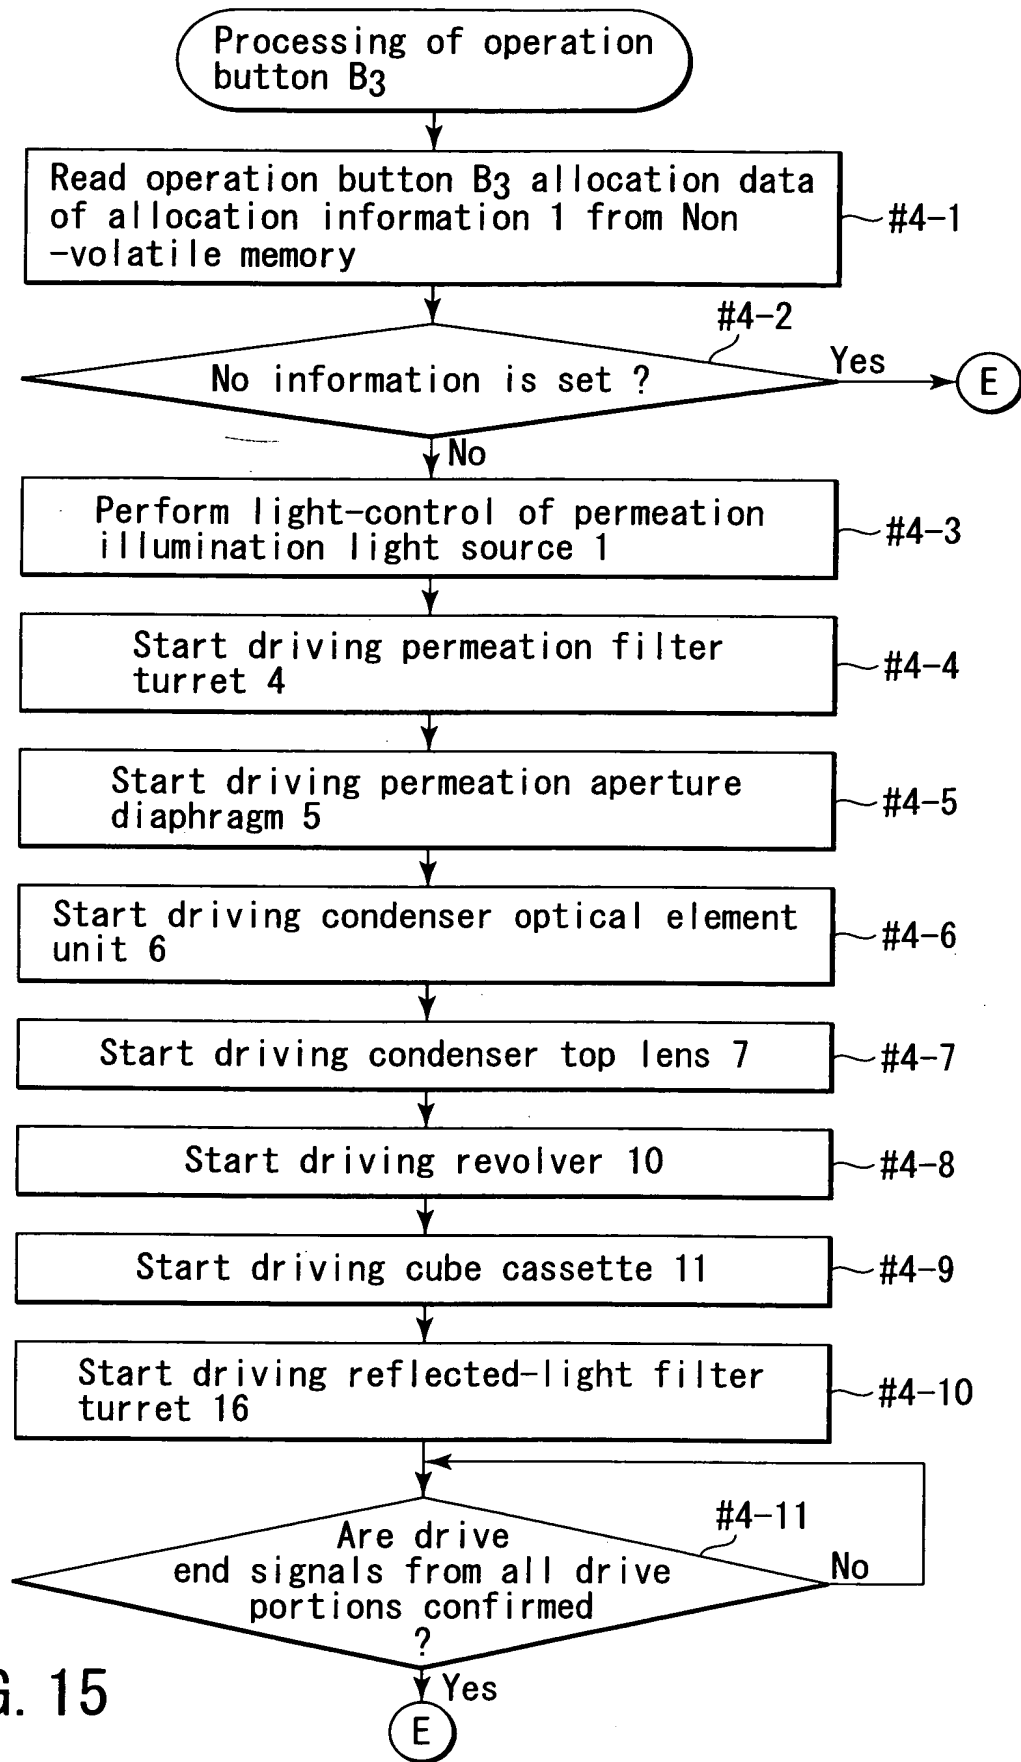 Processing of operation
button B3
Read operation button B3 allocation data
of allocation information 1 from Non
-volatile memory
#4-1
#4-2
No information is set ?
Yes
E
No
Perform light-control of permeation
illumination light source 1
#4-3
Start driving permeation filter
turret 4
#4-4
Start driving permeation aperture
diaphragm 5
#4-5
Start driving condenser optical element
unit 6
#4-6
Start driving condenser top lens 7
#4-7
Start driving revolver 10
#4-8
Start driving cube cassette 11
#4-9
Start driving reflected-light filter
turret 16
#4-10
#4-11
Are drive
end signals from all drive
portions confirmed
?
No
Yes
E
G. 15